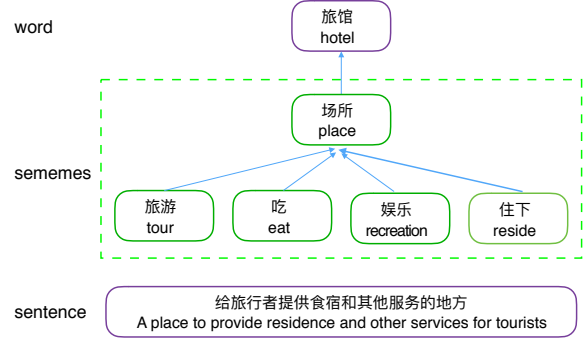 word
旅馆
hotel
场所
place
sememes
旅游
tour
吃
eat
娱乐
recreation
住下
reside
sentence
给旅行者提供食宿和其他服务的地方
A place to provide residence and other services for tourists